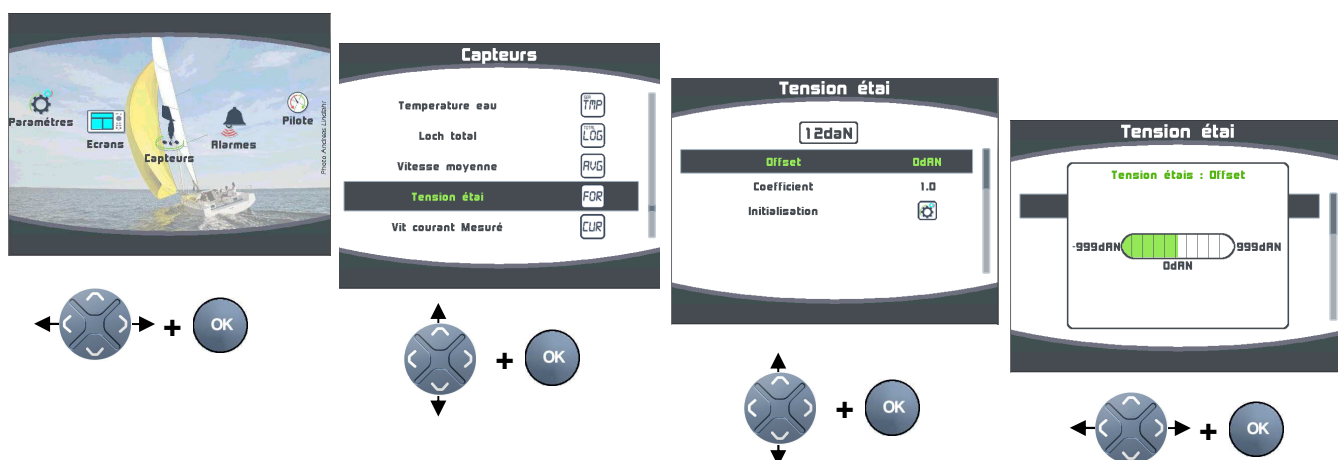 Paramétres
Ecrans
Capteurs
Alarmes
Pilote
Photo Andreas Lindlahr
OK
Capteurs
Temperature eau
TMP
Loch total
TOTAL
LOG
Vitesse moyenne
AVG
Tension étai
FOR
Vit courant Mesuré
CUR
+ OK
Tension étai
12daN
Offset 0dAN
Coefficient 1.0
Initialisation
+ OK
Tension étai
Tension étais : Offset
-999dAN 999dAN
0dAN
+ OK